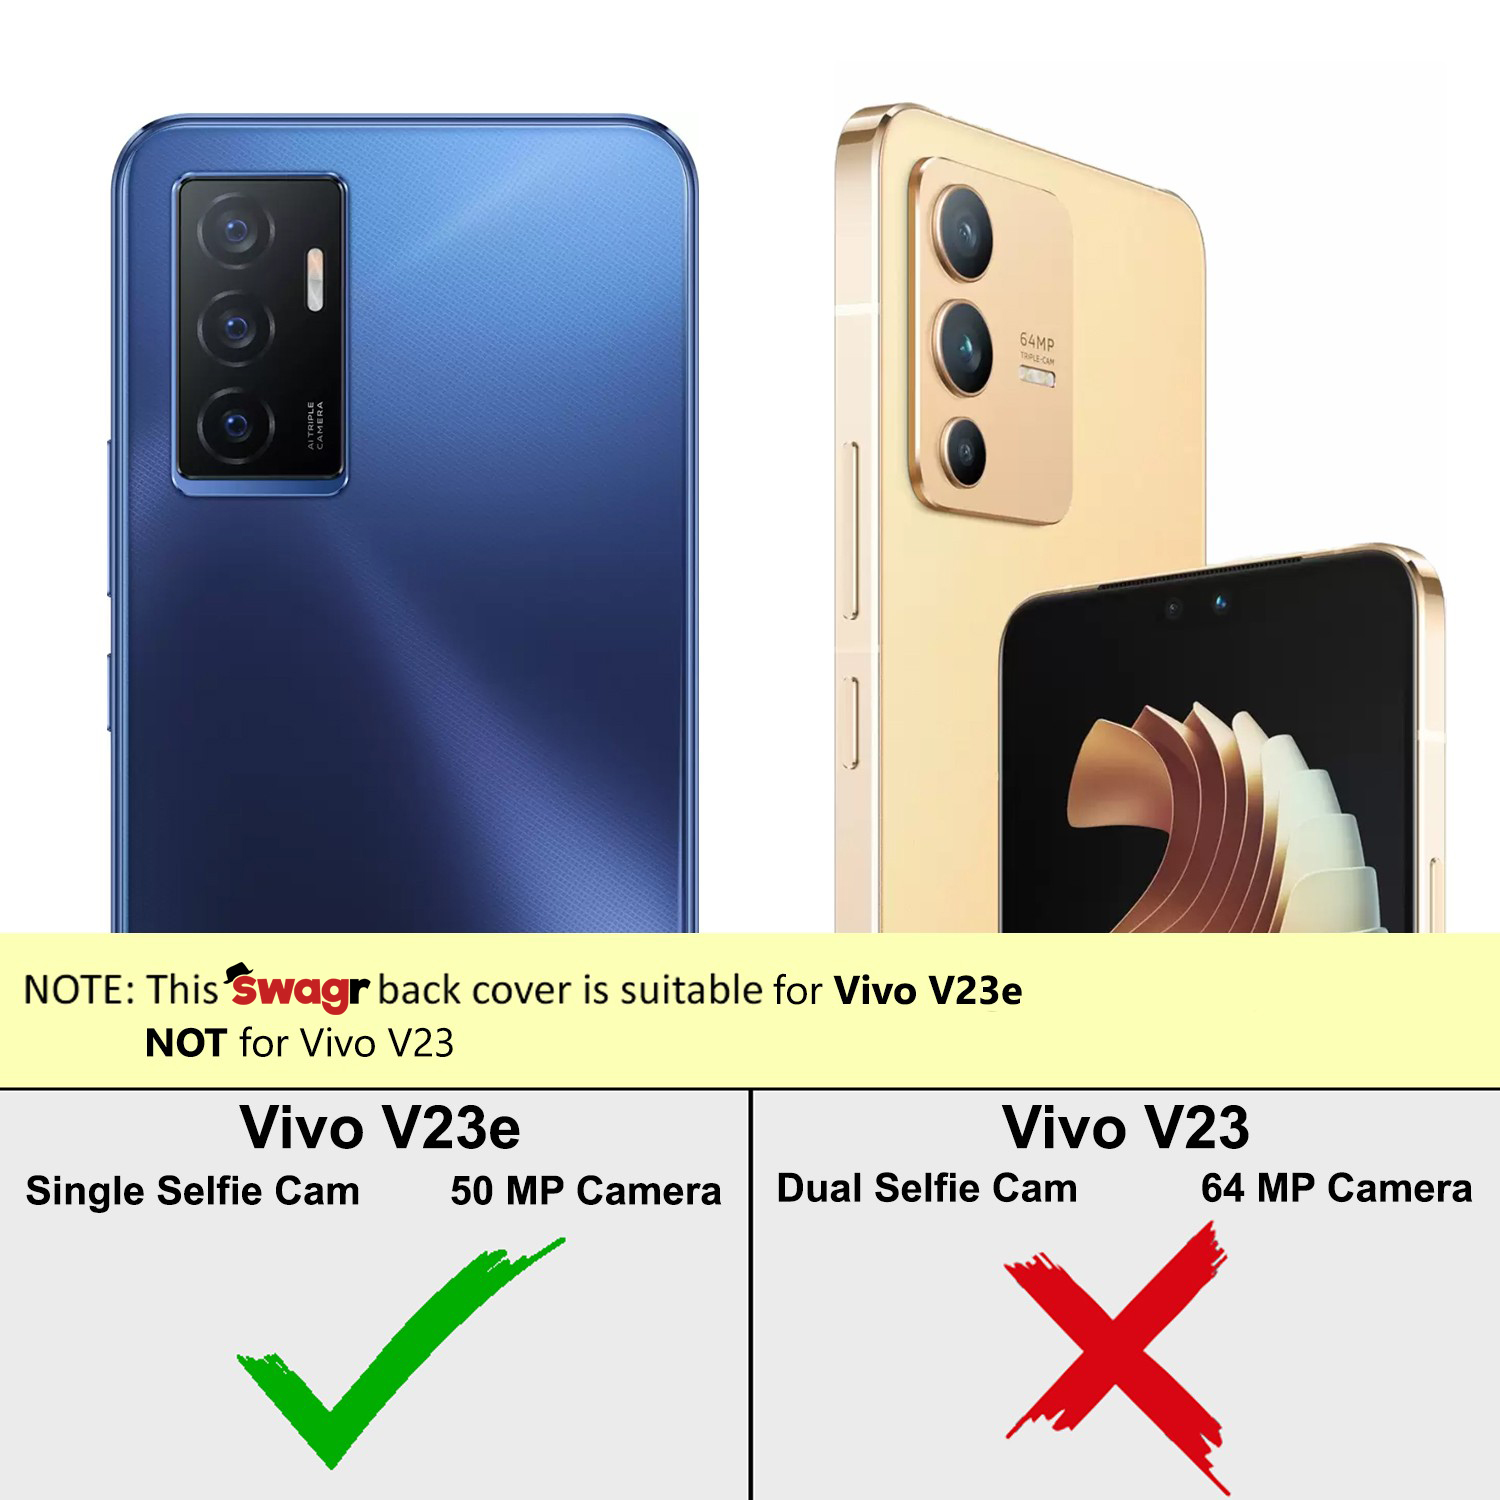 AI TRIPLE
CAMERA
64MP
TRIPLE-CAM
NOTE: This Swagr back cover is suitable for Vivo V23e
NOT for Vivo V23
Vivo V23e
Single Selfie Cam 50 MP Camera
Vivo V23
Dual Selfie Cam 64 MP Camera